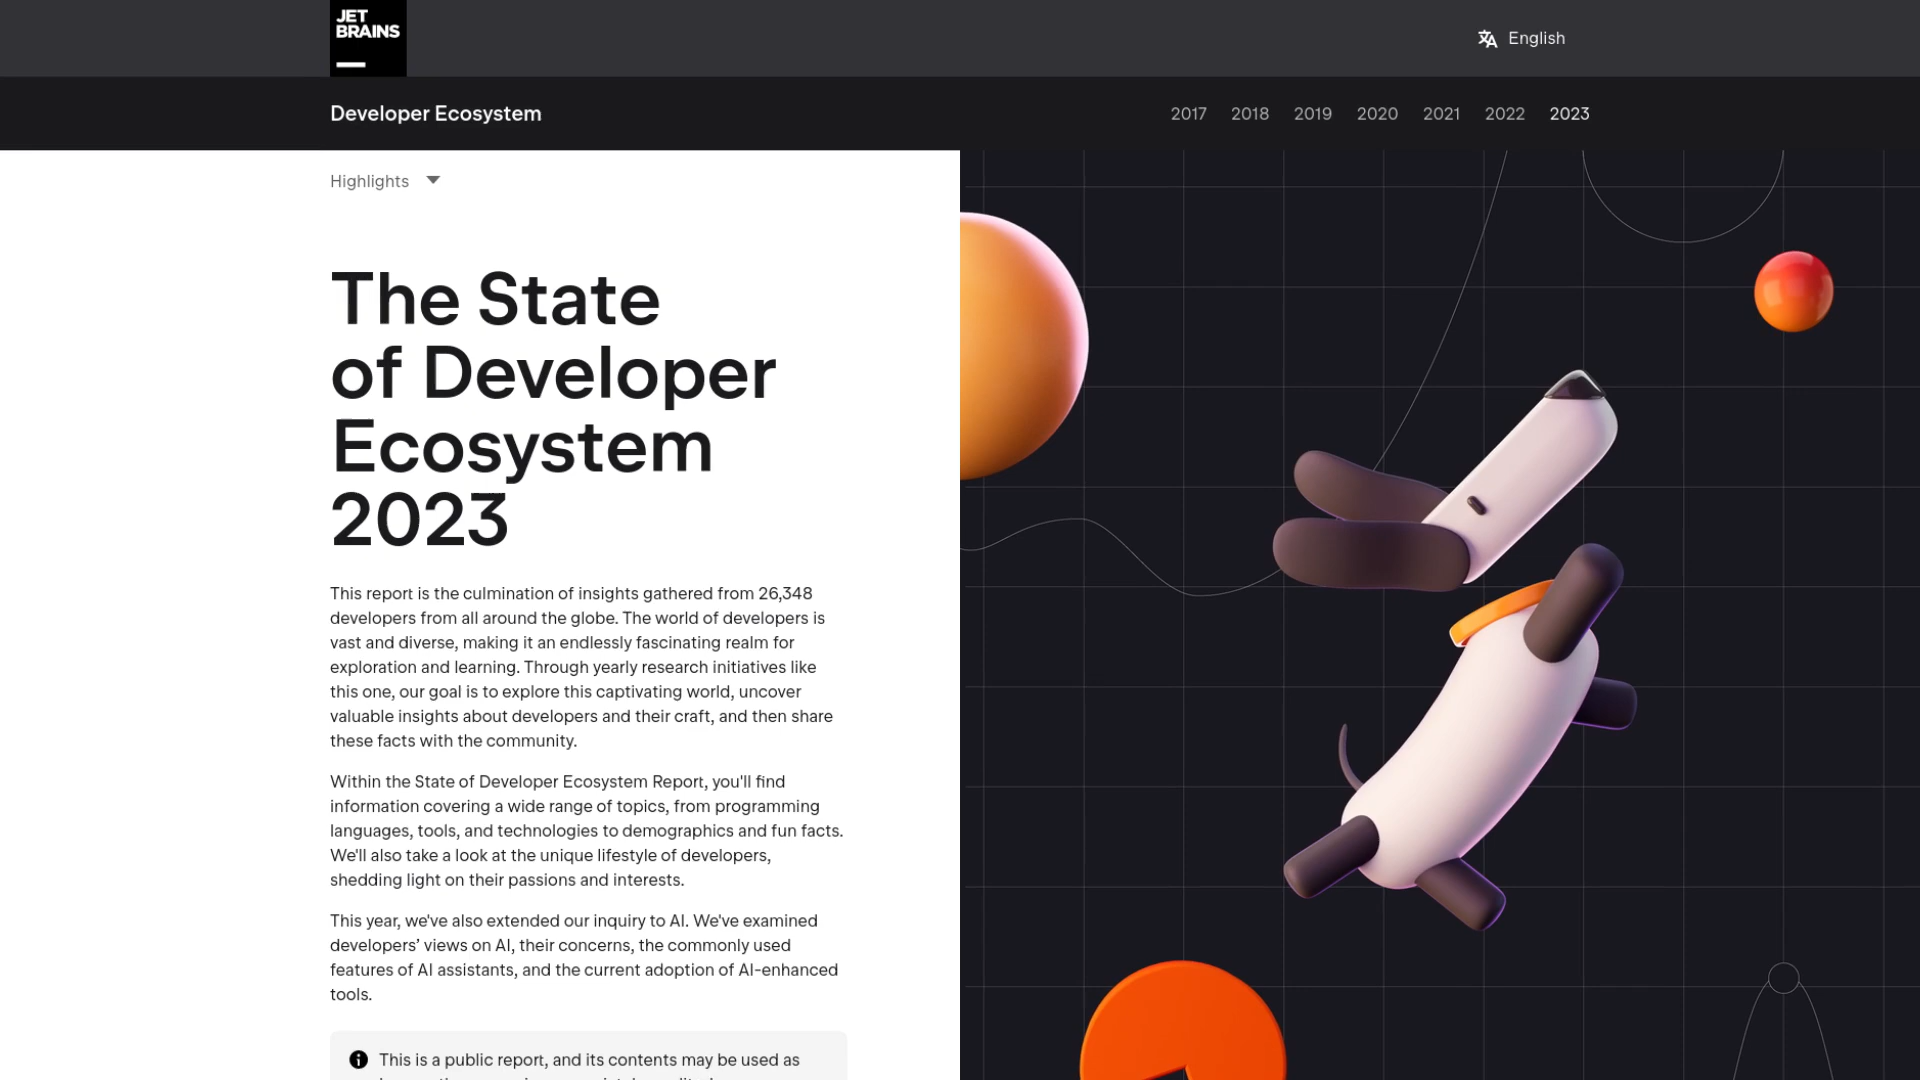 JET
BRAINS
English
Developer Ecosystem
2017 2018 2019 2020 2021 2022 2023
Highlights
The State
of Developer
Ecosystem
2023
This report is the culmination of insights gathered from 26,348
developers from all around the globe. The world of developers is
vast and diverse, making it an endlessly fascinating realm for
exploration and learning. Through yearly research initiatives like
this one, our goal is to explore this captivating world, uncover
valuable insights about developers and their craft, and then share
these facts with the community.
Within the State of Developer Ecosystem Report, you'll find
information covering a wide range of topics, from programming
languages, tools, and technologies to demographics and fun facts.
We'll also take a look at the unique lifestyle of developers,
shedding light on their passions and interests.
This year, we've also extended our inquiry to AI. We've examined
developers’ views on AI, their concerns, the commonly used
features of AI assistants, and the current adoption of AI-enhanced
tools.
This is a public report, and its contents may be used as